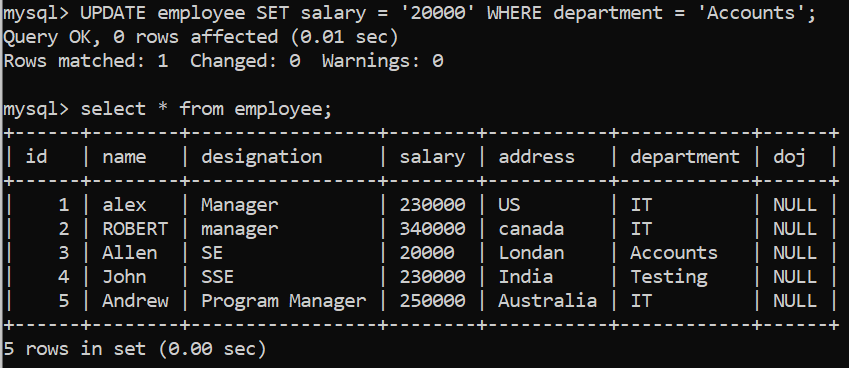 mysql> UPDATE employee SET salary = '20000' WHERE department = 'Accounts';
Query OK, 0 rows affected (0.01 sec)
Rows matched: 1  Changed: 0  Warnings: 0

mysql> select * from employee;
+------+--------+-----------------+--------+-----------+------------+------+
| id   | name   | designation     | salary | address   | department | doj  |
+------+--------+-----------------+--------+-----------+------------+------+
|    1 | alex   | Manager         | 230000 | US        | IT         | NULL |
|    2 | ROBERT | manager         | 340000 | canada    | IT         | NULL |
|    3 | Allen  | SE              | 20000  | Londan    | Accounts   | NULL |
|    4 | John   | SSE             | 230000 | India     | Testing    | NULL |
|    5 | Andrew | Program Manager | 250000 | Australia | IT         | NULL |
+------+--------+-----------------+--------+-----------+------------+------+
5 rows in set (0.00 sec)